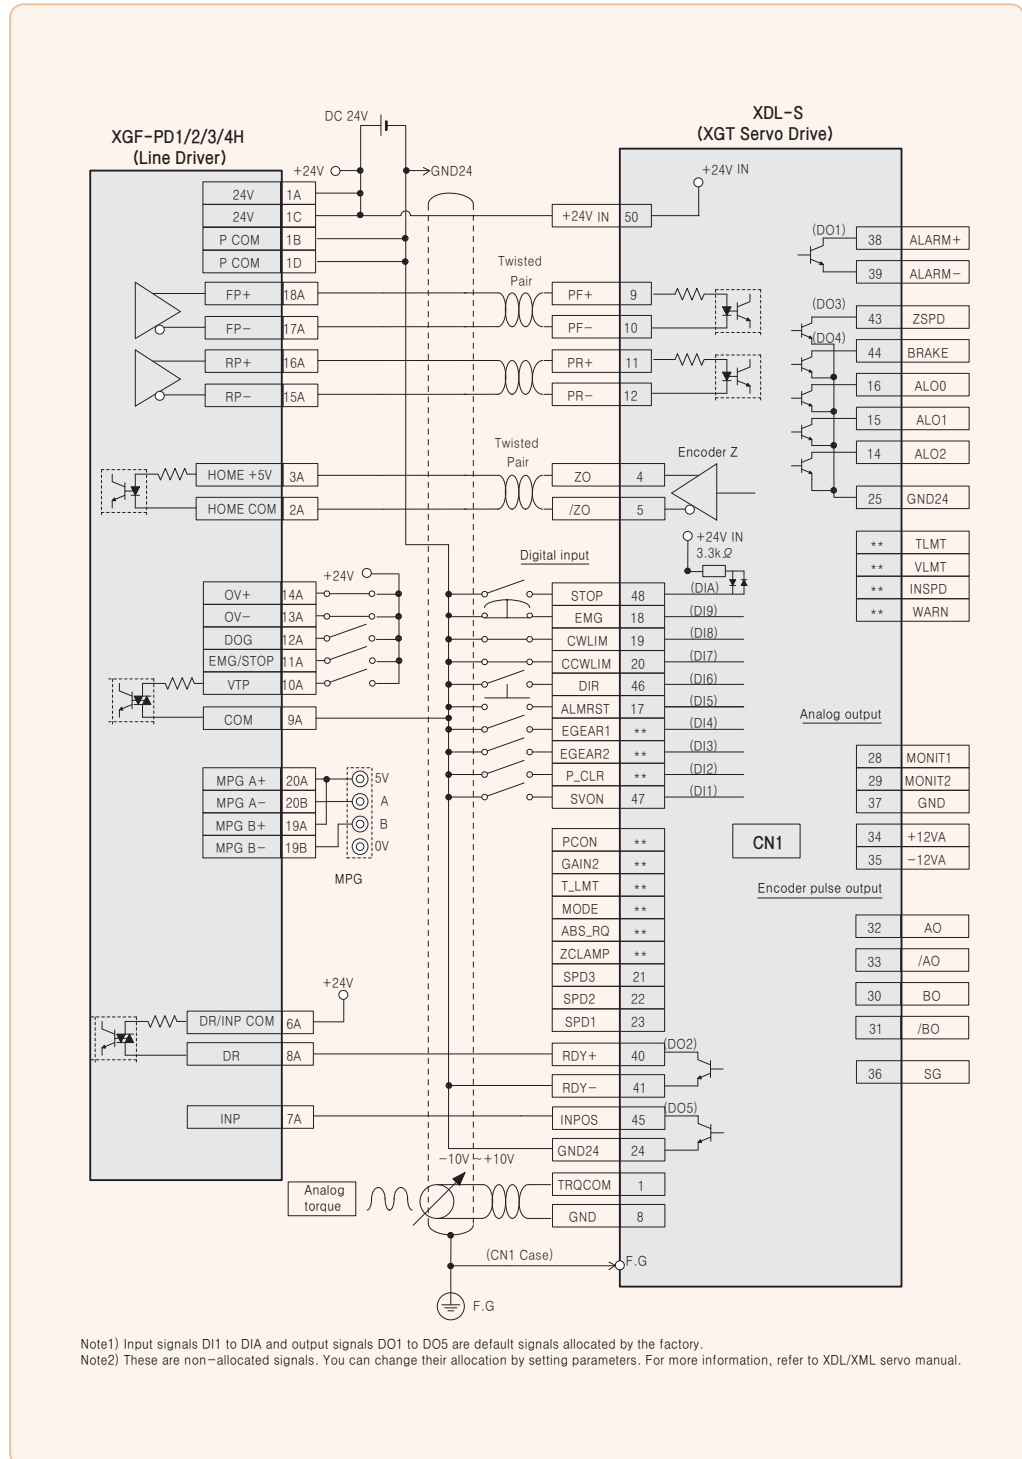 XDL-S
(XGT Servo Drive)
XGF-PD1/2/3/4H
(Line Driver)
DC 24V
+24V
GND24
+24V IN
24V 1A
24V 1C
P COM 1B
P COM 1D
FP+ 18A
FP- 17A
RP+ 16A
RP- 15A
HOME +5V 3A
HOME COM 2A
OV+ 14A
OV- 13A
DOG 12A
EMG/STOP 11A
VTP 10A
COM 9A
+24V
MPG A+ 20A
MPG A- 20B
MPG B+ 19A
MPG B- 19B
5V
A
B
0V
MPG
+24V
DR/INP COM 6A
DR 8A
INP 7A
Analog
torque
-10V~+10V
Twisted
Pair
Twisted
Pair
Digital input
+24V IN 50
PF+ 9
PF- 10
PR+ 11
PR- 12
ZO 4
/ZO 5
Encoder Z
+24V IN
3.3kΩ
STOP 48 (DIA)
EMG 18 (DI9)
CWLIM 19 (DI8)
CCWLIM 20 (DI7)
DIR 46 (DI6)
ALMRST 17 (DI5)
EGEAR1 ** (DI4)
EGEAR2 ** (DI3)
P_CLR ** (DI2)
SVON 47 (DI1)
PCON **
GAIN2 **
T_LMT **
MODE **
ABS_RQ **
ZCLAMP **
SPD3 21
SPD2 22
SPD1 23
RDY+ 40 (DO2)
RDY- 41
INPOS 45 (DO5)
GND24 24
TRQCOM 1
GND 8
(CN1 Case)
F.G
F.G
(DO1) 38 ALARM+
39 ALARM-
(DO3) 43 ZSPD
(DO4) 44 BRAKE
16 ALO0
15 ALO1
14 ALO2
25 GND24
** TLMT
** VLMT
** INSPD
** WARN
Analog output
28 MONIT1
29 MONIT2
37 GND
34 +12VA
35 -12VA
CN1
Encoder pulse output
32 AO
33 /AO
30 BO
31 /BO
36 SG
Note1) Input signals DI1 to DIA and output signals DO1 to DO5 are default signals allocated by the factory.
Note2) These are non-allocated signals. You can change their allocation by setting parameters. For more information, refer to XDL/XML servo manual.